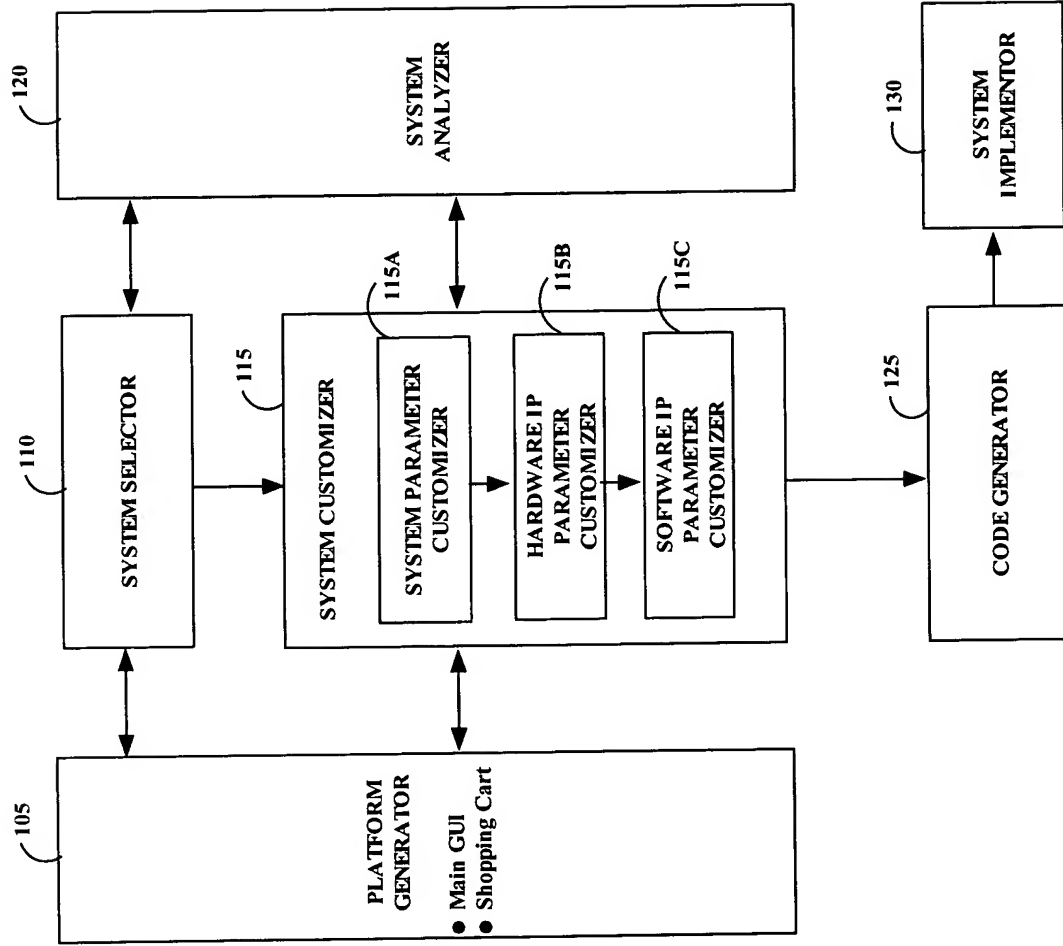 105
PLATFORM
GENERATOR
● Main GUI
● Shopping Cart
110
SYSTEM SELECTOR
115
SYSTEM CUSTOMIZER
115A
SYSTEM PARAMETER
CUSTOMIZER
115B
HARDWARE IP
PARAMETER
CUSTOMIZER
115C
SOFTWARE IP
PARAMETER
CUSTOMIZER
120
SYSTEM
ANALYZER
125
CODE GENERATOR
130
SYSTEM
IMPLEMENTOR